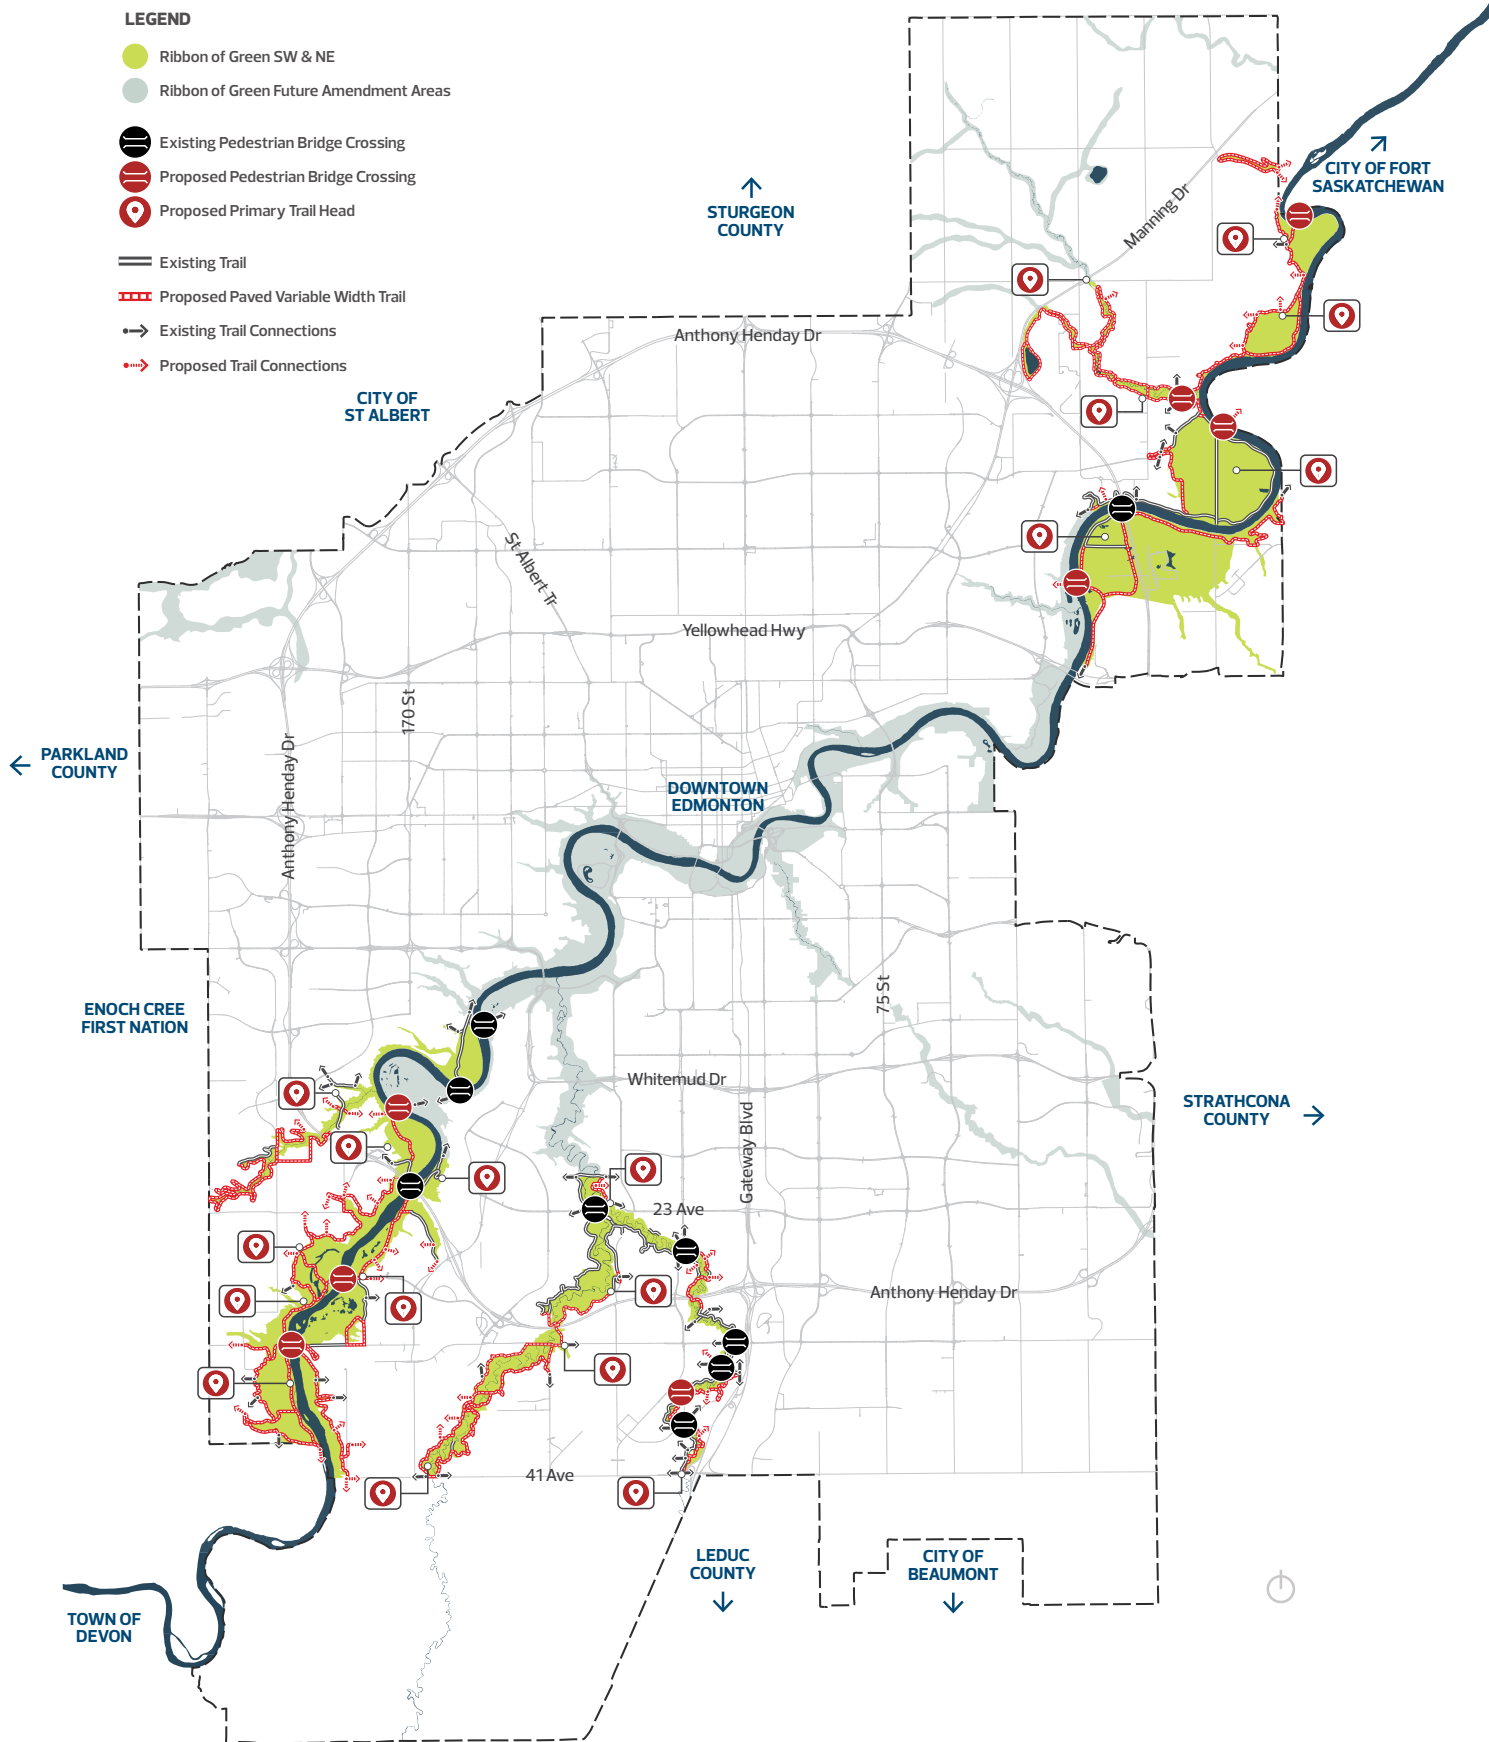 LEGEND
Ribbon of Green SW & NE
Ribbon of Green Future Amendment Areas
Existing Pedestrian Bridge Crossing
Proposed Pedestrian Bridge Crossing
Proposed Primary Trail Head
Existing Trail
Proposed Paved Variable Width Trail
Existing Trail Connections
Proposed Trail Connections
CITY OF FORT
SASKATCHEWAN
STURGEON
COUNTY
Manning Dr
Anthony Henday Dr
CITY OF
ST ALBERT
St Albert Tr
Yellowhead Hwy
170 St
PARKLAND
COUNTY
Anthony Henday Dr
DOWNTOWN
EDMONTON
75 St
ENOCH CREE
FIRST NATION
Whitemud Dr
STRATHCONA
COUNTY
Gateway Blvd
23 Ave
Anthony Henday Dr
41 Ave
LEDUC
COUNTY
CITY OF
BEAUMONT
TOWN OF
DEVON